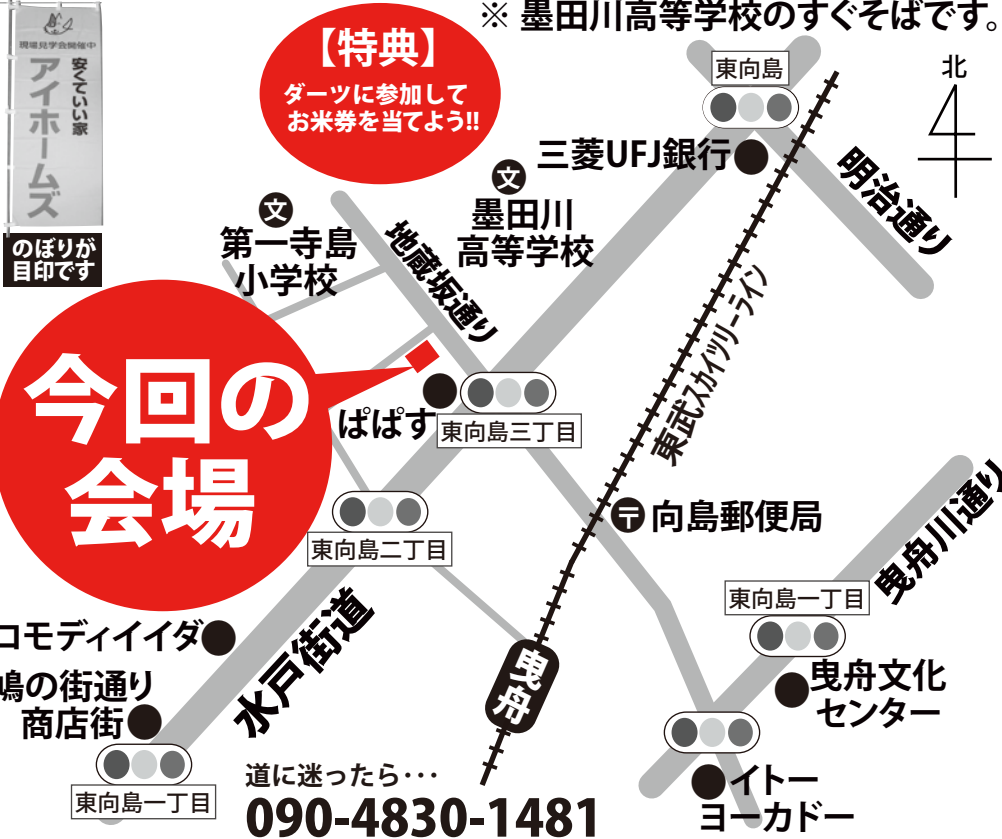 ※ 墨田川高等学校のすぐそばです。
現場見学会開催中
安くていい家
アイホームズ
のぼりが
目印です
【特典】
ダーツに参加して
お米券を当てよう!!
東向島
北
三菱UFJ銀行
明治通り
文
墨田川
高等学校
文
第一寺島
小学校
地蔵坂通り
東武スカイツリーライン
今回の
会場
ぱぱす
東向島三丁目
東向島二丁目
〒
向島郵便局
曳舟川通り
東向島一丁目
コモディイイダ
鳩の街通り
商店街
水戸街道
曳舟
曳舟文化
センター
東向島一丁目
イトー
ヨーカドー
道に迷ったら・・・
090-4830-1481